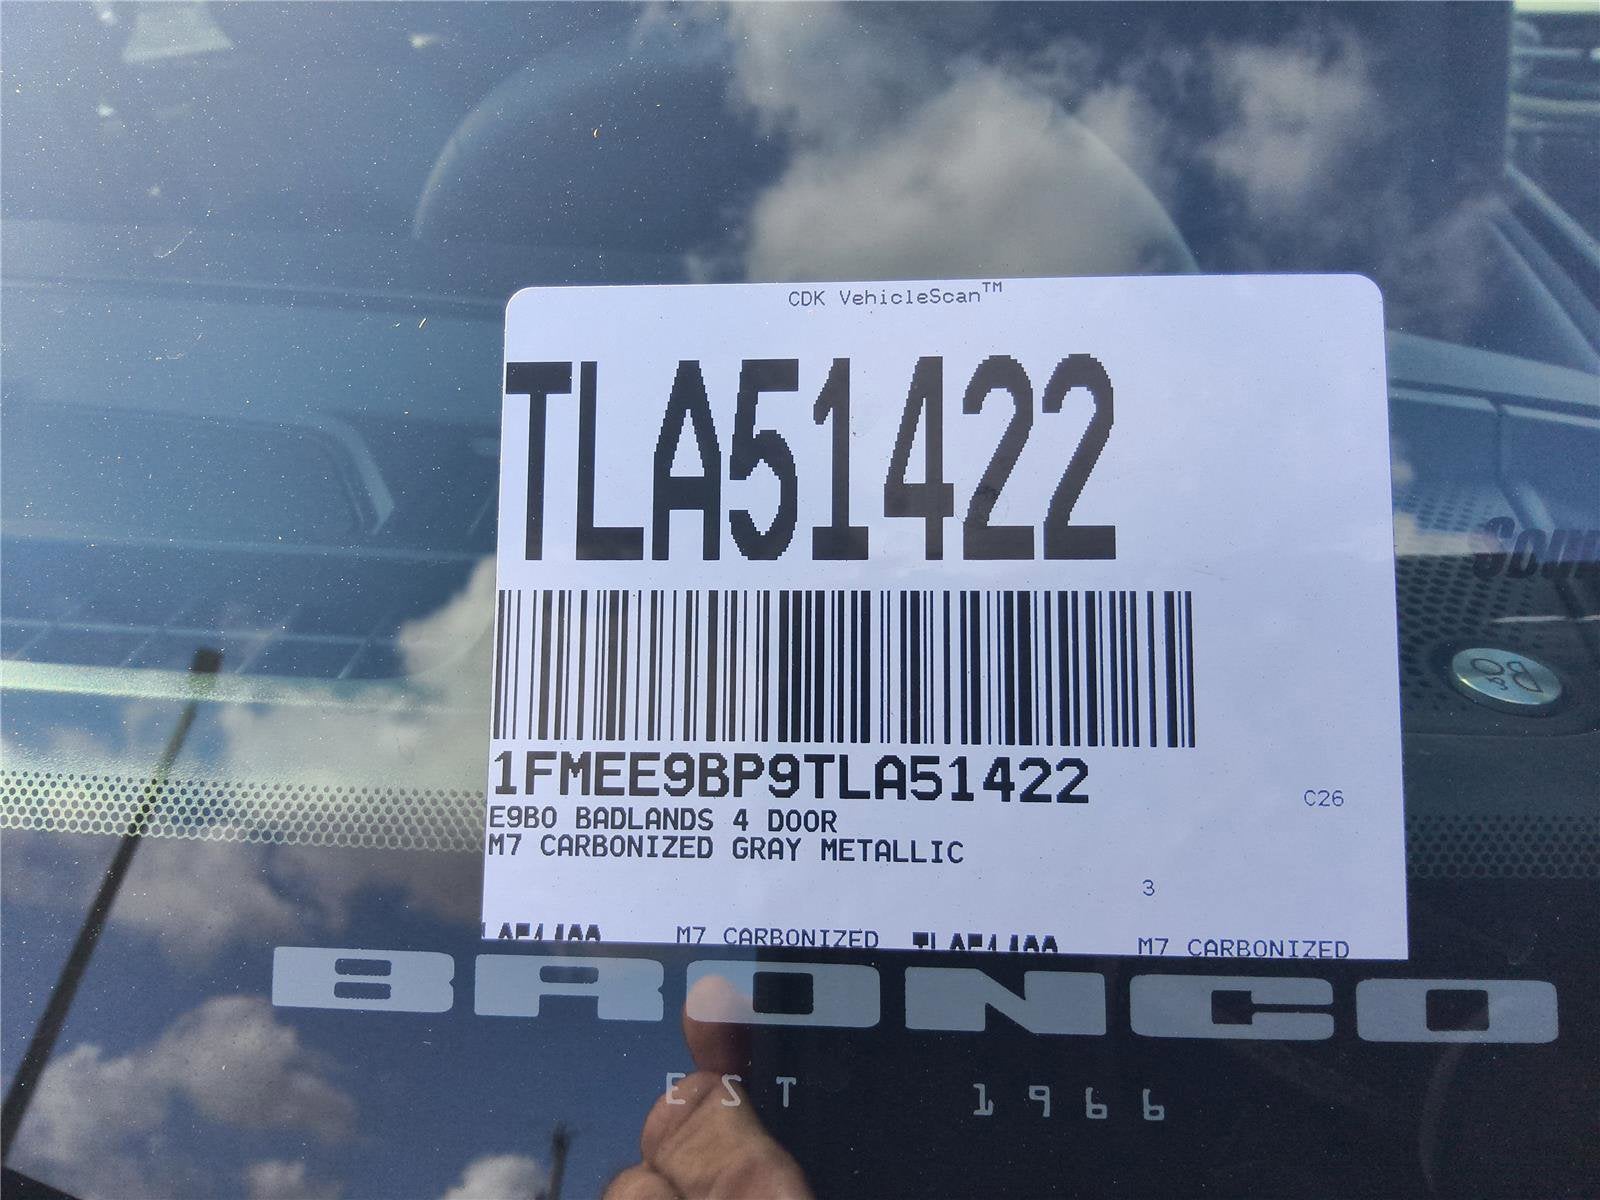 CDK VehicleScan™
TLA51422
1FMEE9BP9TLA51422
C26
E9B0 BADLANDS 4 DOOR
M7 CARBONIZED GRAY METALLIC
3
M7 CARBONIZED
M7 CARBONIZED
BRONCO
EST 1966
B&O